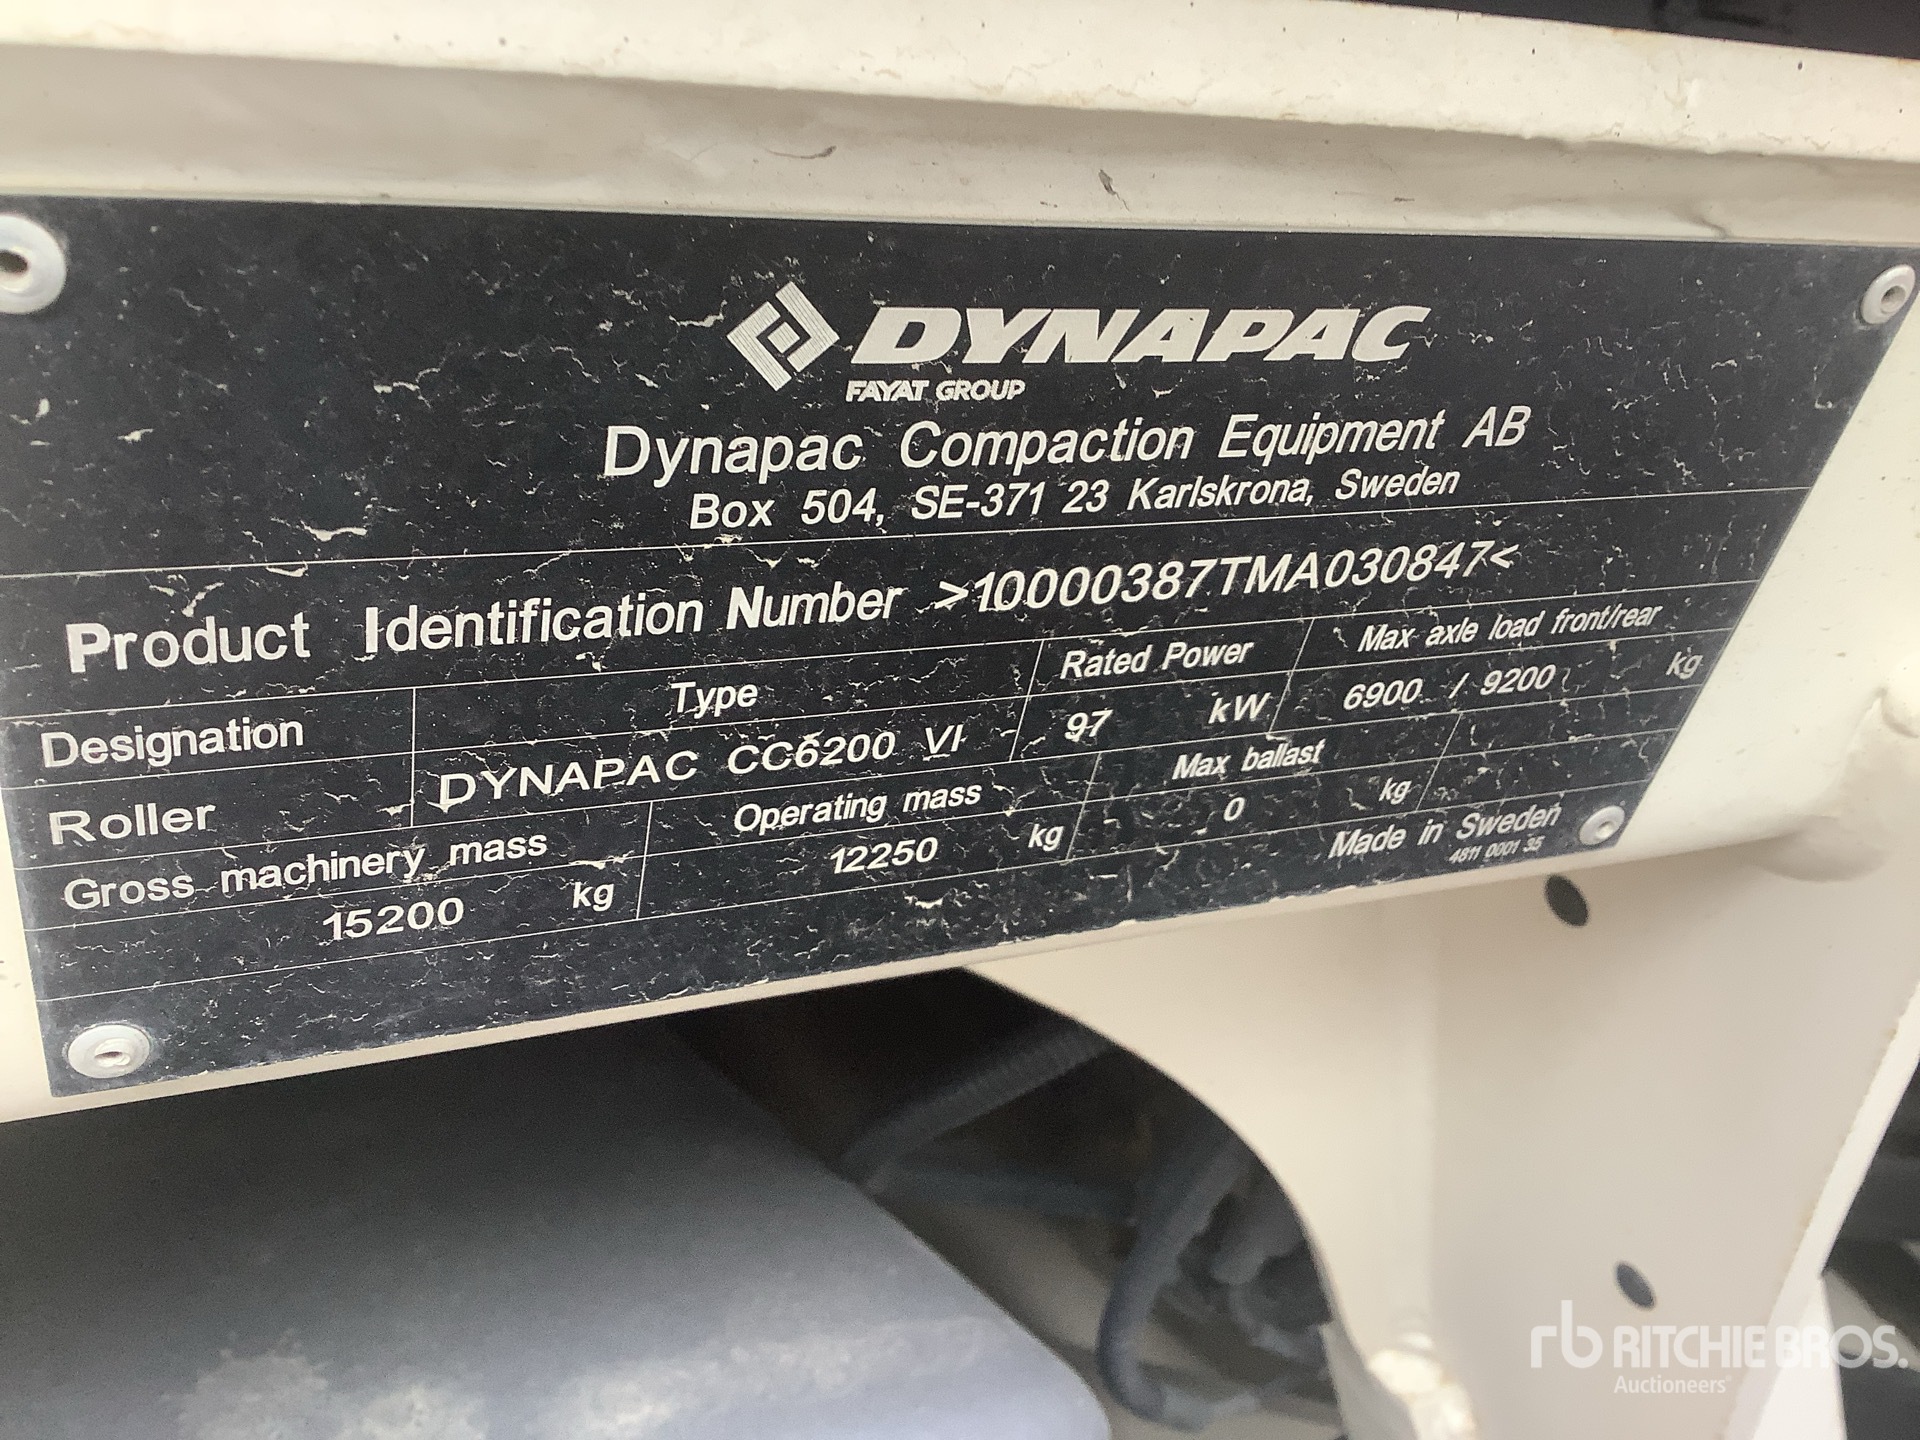 DYNAPAC
FAYAT GROUP
Dynapac Compaction Equipment AB
Box 504, SE-371 23 Karlskrona, Sweden
Product Identification Number >10000387TMA030847<
Designation Type Rated Power Max axle load front/rear
Roller DYNAPAC CC6200 VI 97 kW 6900 / 9200 kg
Gross machinery mass Operating mass Max ballast
15200 kg 12250 kg 0 kg
Made in Sweden
4811 0001 35
rb RITCHIE BROS.
Auctioneers